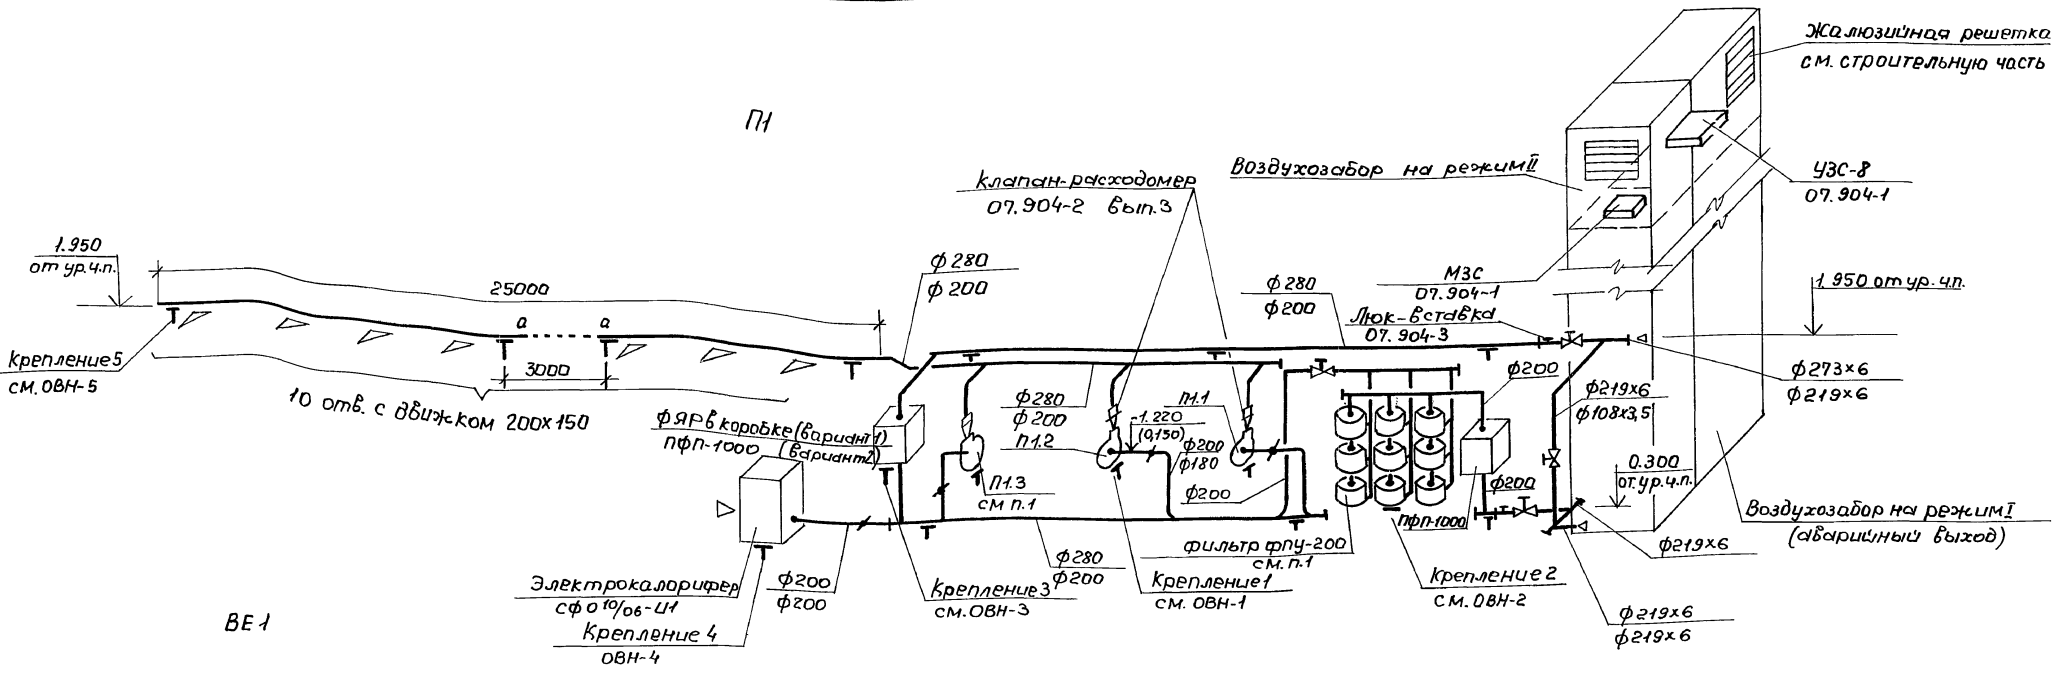 П1
Жалюзийная решетка
см. строительную часть
Воздухозабор на режим II
УЗС-8
07.904-1
Клапан-расходомер
07.904-2 Вып.3
МЗС
07.904-1
1.950
от ур.ч.п.
25000
ф280
ф200
ф280
ф200
Люк-вставка
07.904-3
1.950 от ур.ч.п.
а
а
3000
Крепление 5
см. ОВН-5
10 отв. с движком 200х150
ф273х6
ф219х6
ф200
ф219х6
ф108х3,5
ФЯР в коробке (вариант 1)
ПФП-1000 (вариант 2)
ф280
ф200
П1.2
-1.220
(0,150)
П1.1
ф200
ф180
П1.3
см п.1
ф200
ф200
0.300
от.ур.ч.п.
ПФП-1000
Воздухозабор на режим I
(аварийный выход)
ф219х6
фильтр ФПУ-200
см.п.1
ф280
ф200
Электрокалорифер
СФО 10/06-И1
ф200
ф200
Крепление 3
см. ОВН-3
Крепление 1
см. ОВН-1
Крепление 2
см. ОВН-2
ф219х6
ф219х6
ВЕ1
Крепление 4
ОВН-4